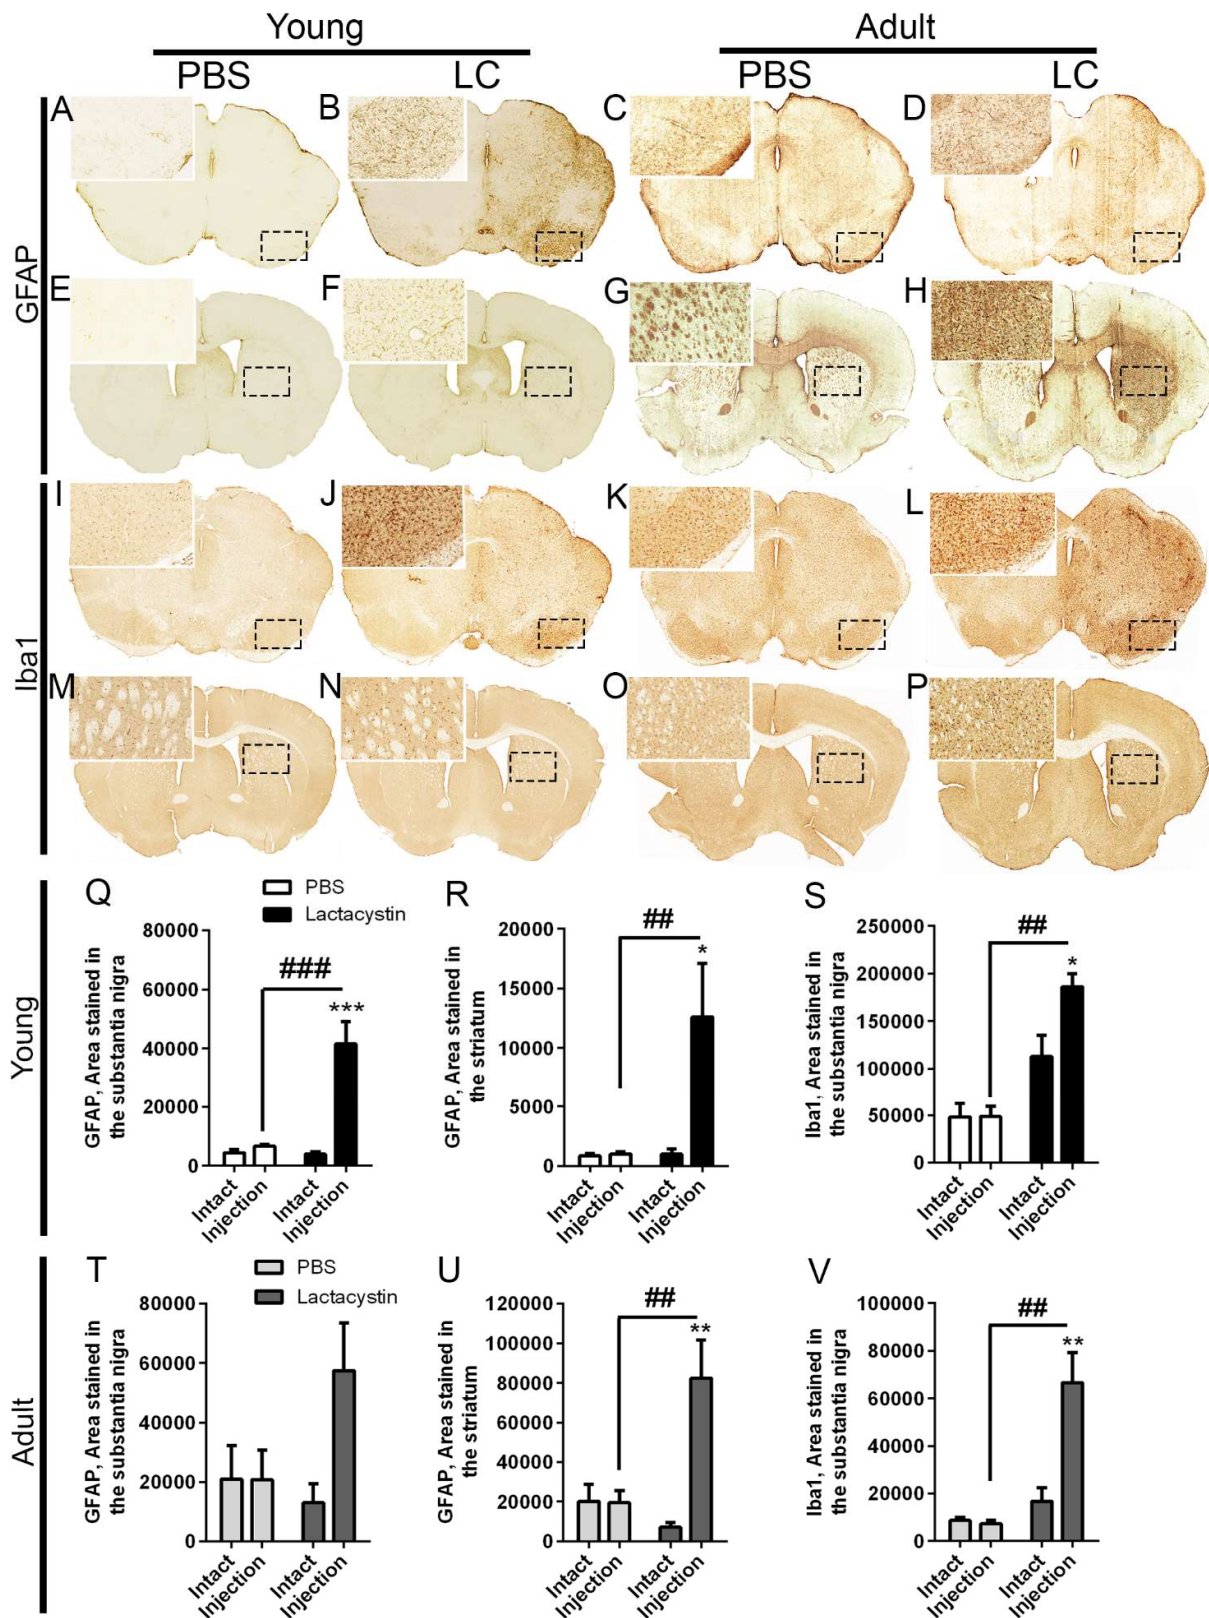 Young Adult
PBS LC PBS LC
GFAP
A B C D
E F G H
Iba1
I J K L
M N O P
Young
Q
PBS
Lactacystin
GFAP, Area stained in
the substantia nigra
80000
60000
40000
20000
0
###
***
Intact
Injection
Intact
Injection
R
GFAP, Area stained in
the striatum
20000
15000
10000
5000
0
##
*
Intact
Injection
Intact
Injection
S
Iba1, Area stained in
the substantia nigra
250000
200000
150000
100000
50000
0
##
*
Intact
Injection
Intact
Injection
Adult
T
PBS
Lactacystin
GFAP, Area stained in
the substantia nigra
80000
60000
40000
20000
0
Intact
Injection
Intact
Injection
U
GFAP, Area stained in
the striatum
120000
100000
80000
60000
40000
20000
0
##
**
Intact
Injection
Intact
Injection
V
Iba1, Area stained in
the substantia nigra
100000
80000
60000
40000
20000
0
##
**
Intact
Injection
Intact
Injection